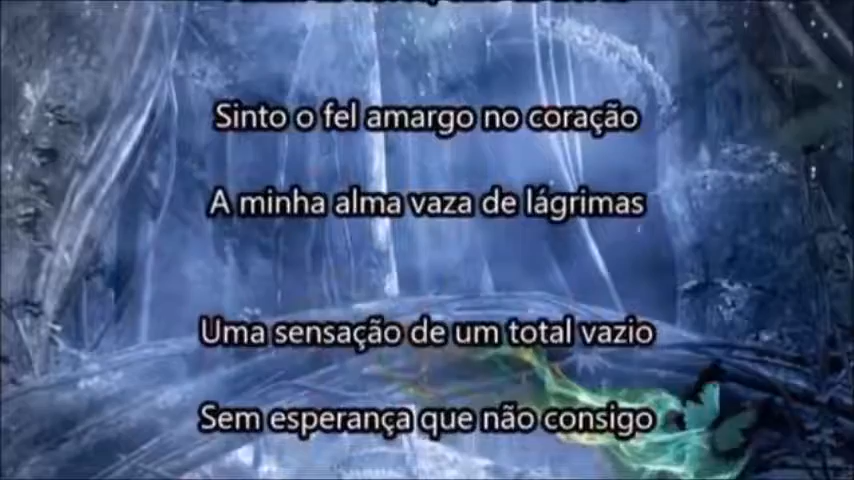 Sinto o fel amargo no coração
A minha alma vaza de lágrimas
Uma sensação de um total vazio
Sem esperança que não consigo